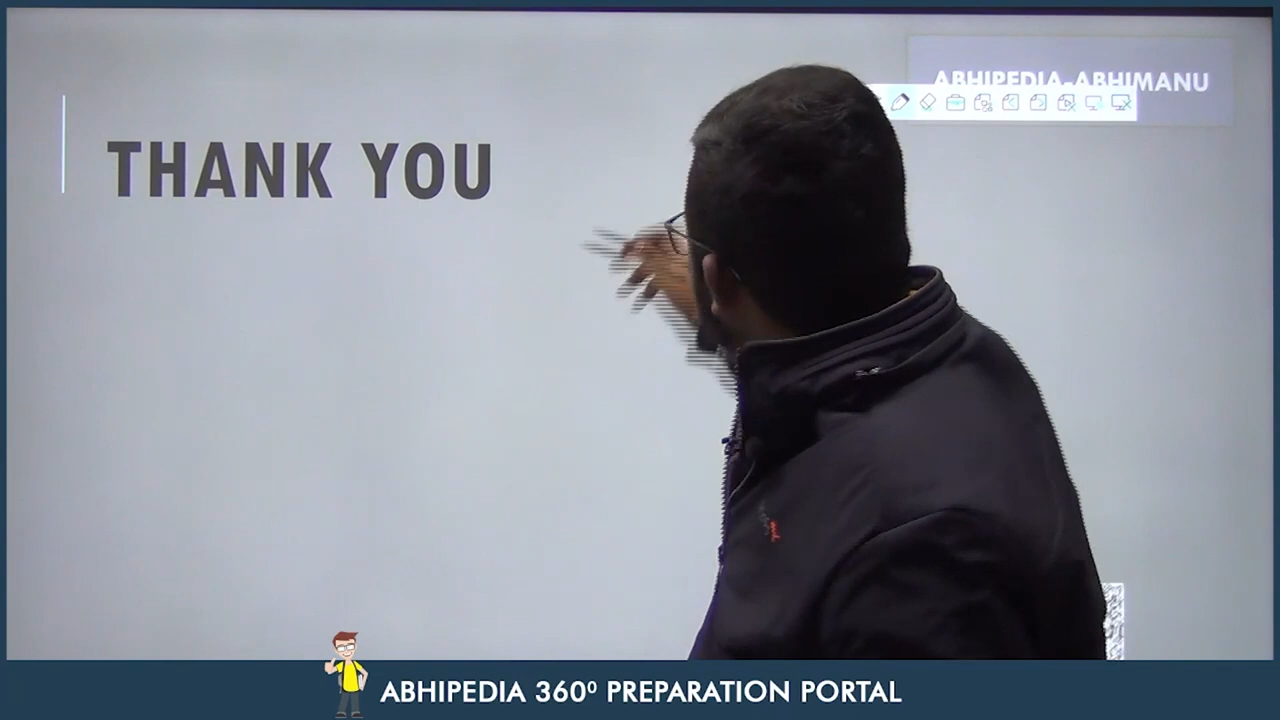 ABHIPEDIA-ABHIMANU
THANK YOU
ABHIPEDIA 360⁰ PREPARATION PORTAL